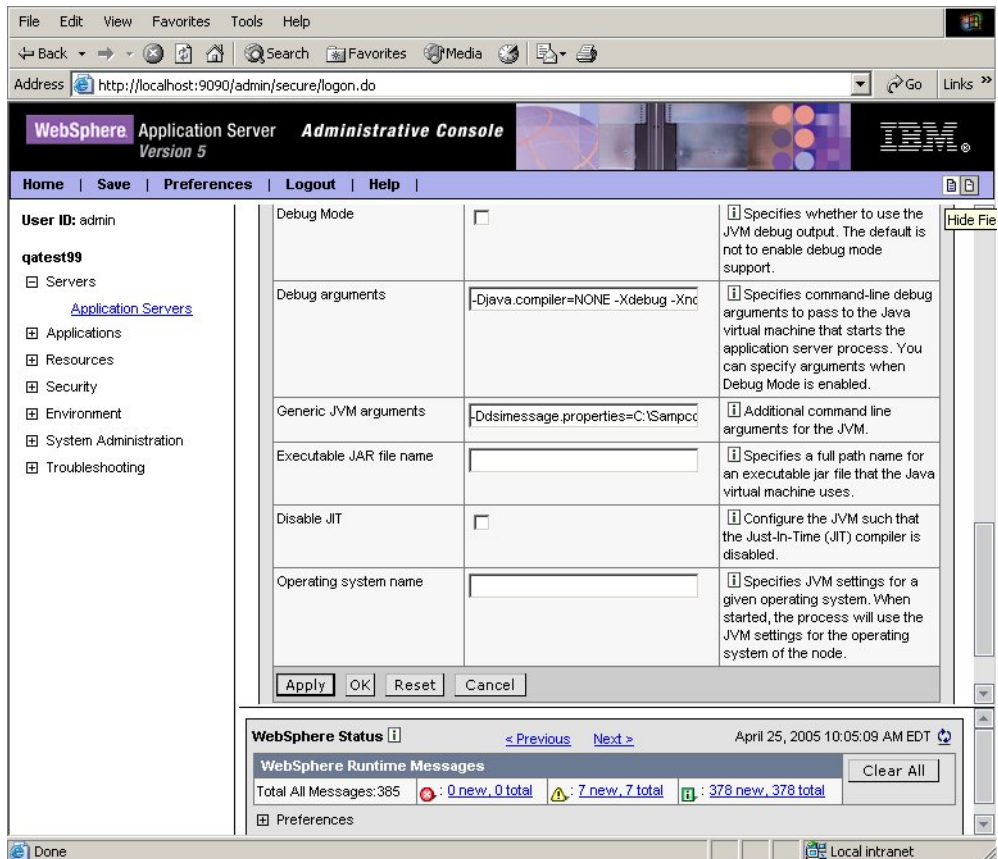 File Edit View Favorites Tools Help
Back Search Favorites Media
Address http://localhost:9090/admin/secure/logon.do Go Links »
WebSphere Application Server Administrative Console
Version 5
IBM®
Home | Save | Preferences | Logout | Help |
Hide Fie
User ID: admin
qatest99
Servers
Application Servers
Applications
Resources
Security
Environment
System Administration
Troubleshooting
Debug Mode
Specifies whether to use the
JVM debug output. The default is
not to enable debug mode
support.
Debug arguments
-Djava.compiler=NONE -Xdebug -Xnc
Specifies command-line debug
arguments to pass to the Java
virtual machine that starts the
application server process. You
can specify arguments when
Debug Mode is enabled.
Generic JVM arguments
-Ddsimessage.properties=C:\Sampcc
Additional command line
arguments for the JVM.
Executable JAR file name
Specifies a full path name for
an executable jar file that the Java
virtual machine uses.
Disable JIT
Configure the JVM such that
the Just-In-Time (JIT) compiler is
disabled.
Operating system name
Specifies JVM settings for a
given operating system. When
started, the process will use the
JVM settings for the operating
system of the node.
Apply OK Reset Cancel
WebSphere Status < Previous Next > April 25, 2005 10:05:09 AM EDT
WebSphere Runtime Messages
Clear All
Total All Messages:385 : 0 new, 0 total : 7 new, 7 total : 378 new, 378 total
Preferences
Done Local intranet